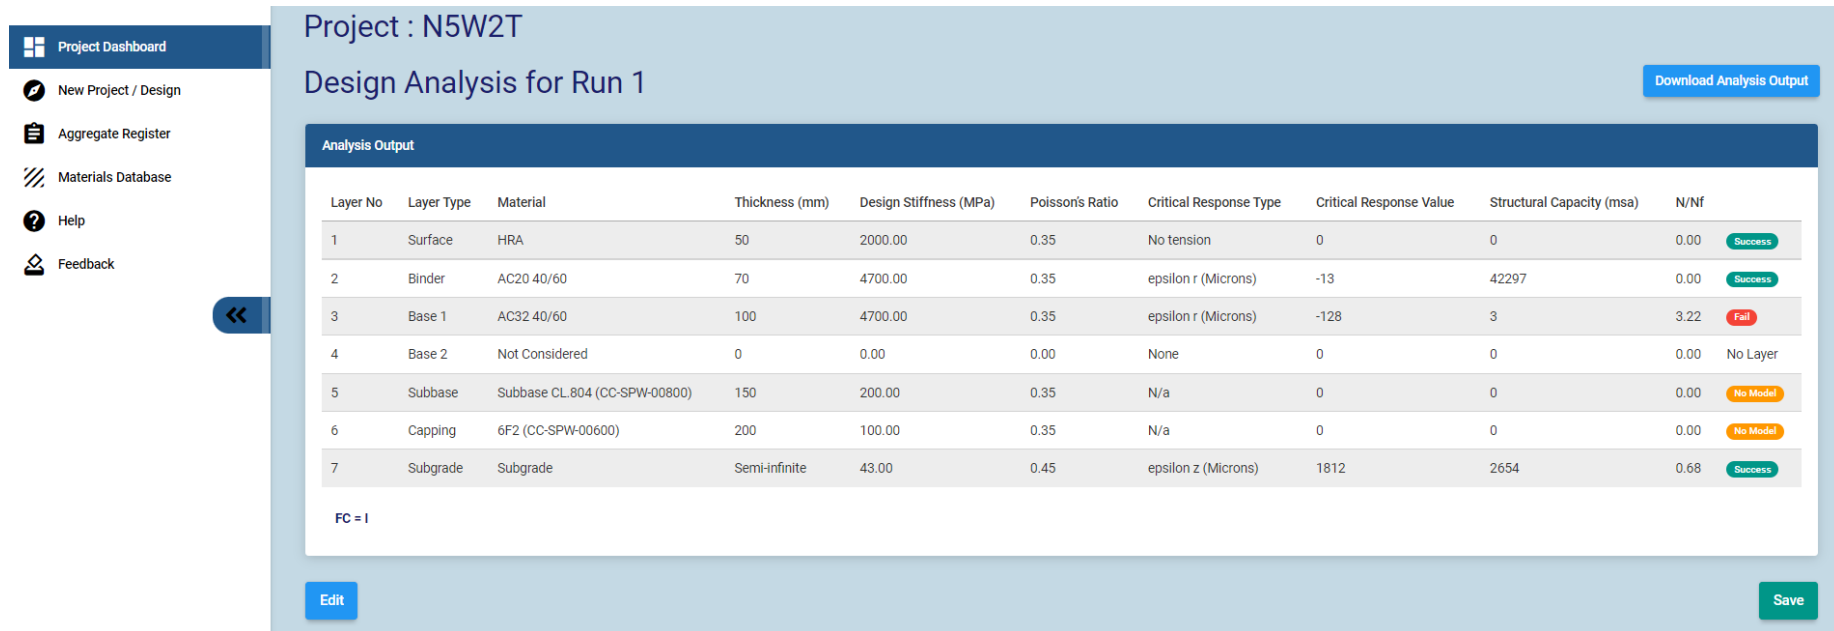 Project : N5W2T
Project Dashboard
Design Analysis for Run 1
Download Analysis Output
New Project / Design
Aggregate Register
Materials Database
Help
Feedback
Analysis Output
Layer No Layer Type Material Thickness (mm) Design Stiffness (MPa) Poisson's Ratio Critical Response Type Critical Response Value Structural Capacity (msa) N/Nf
1 Surface HRA 50 2000.00 0.35 No tension 0 0 0.00 Success
2 Binder AC20 40/60 70 4700.00 0.35 epsilon r (Microns) -13 42297 0.00 Success
3 Base 1 AC32 40/60 100 4700.00 0.35 epsilon r (Microns) -128 3 3.22 Fail
4 Base 2 Not Considered 0 0.00 0.00 None 0 0 0.00 No Layer
5 Subbase Subbase CL.804 (CC-SPW-00800) 150 200.00 0.35 N/a 0 0 0.00 No Model
6 Capping 6F2 (CC-SPW-00600) 200 100.00 0.35 N/a 0 0 0.00 No Model
7 Subgrade Subgrade Semi-infinite 43.00 0.45 epsilon z (Microns) 1812 2654 0.68 Success
FC = I
Edit
Save